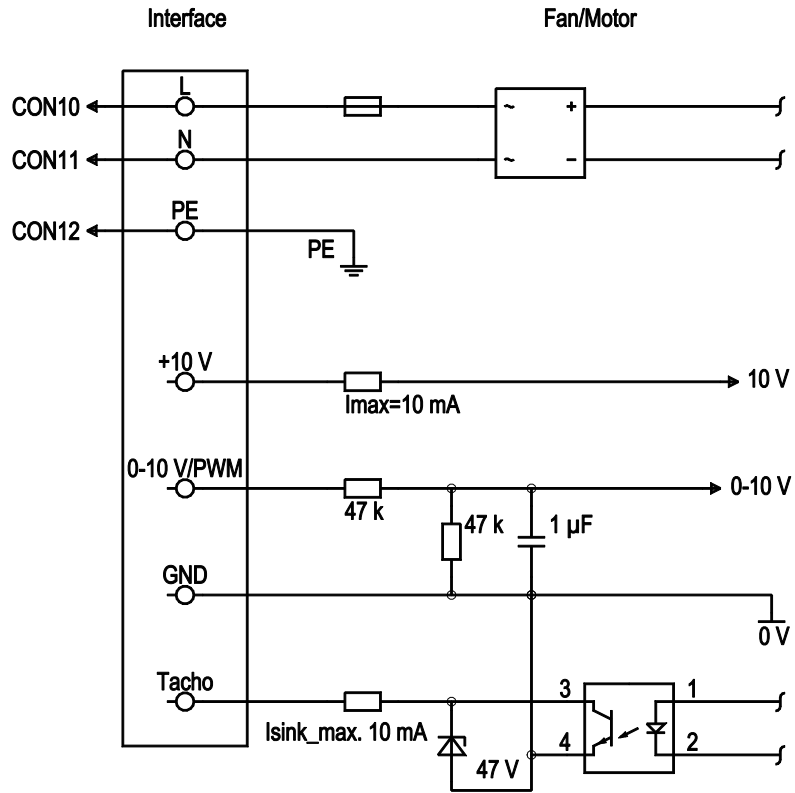 Interface
Fan/Motor
L
CON10
~ +
N
CON11
~ −
PE
CON12
PE
+10 V
10 V
Imax=10 mA
0-10 V/PWM
0-10 V
47 k
47 k
1 µF
GND
0 V
Tacho
3
1
Isink_max. 10 mA
4
2
47 V